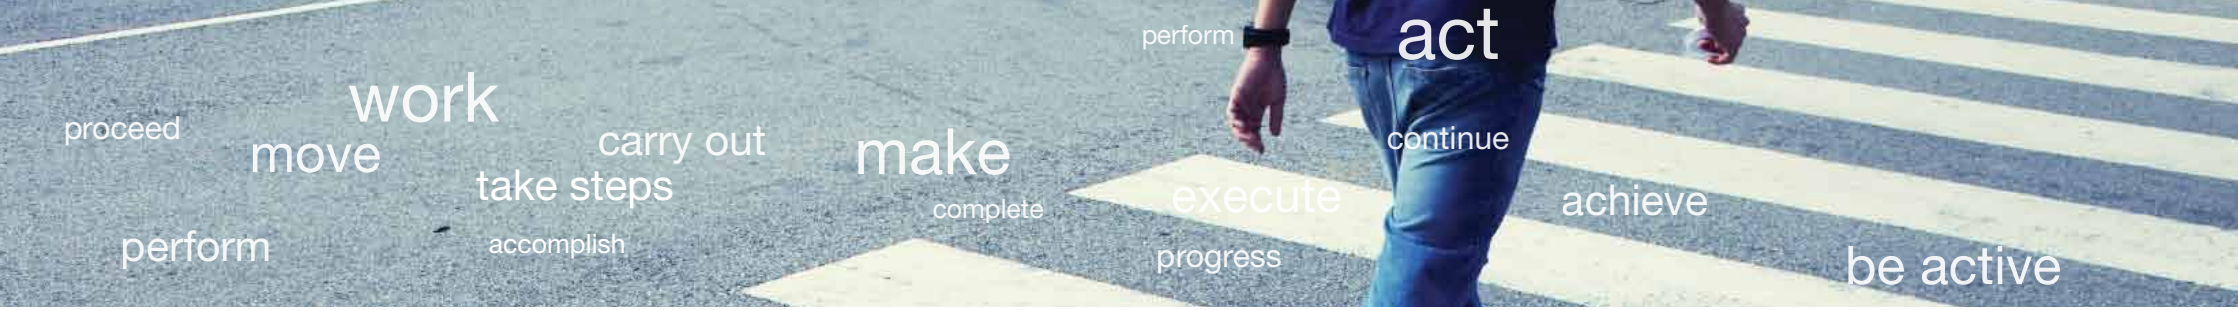 act
perform
work
proceed
continue
carry out
make
move
take steps
execute
achieve
complete
accomplish
perform
progress
be active